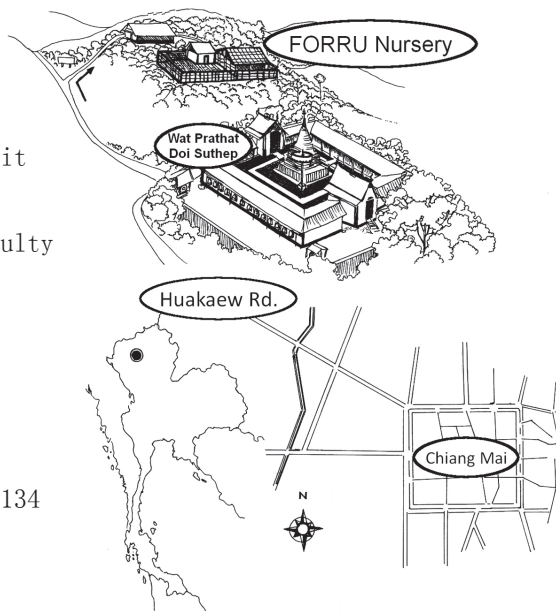 FORRU Nursery
Wat Prathat
Doi Suthep
it
ulty
Huakaew Rd.
Chiang Mai
134
N